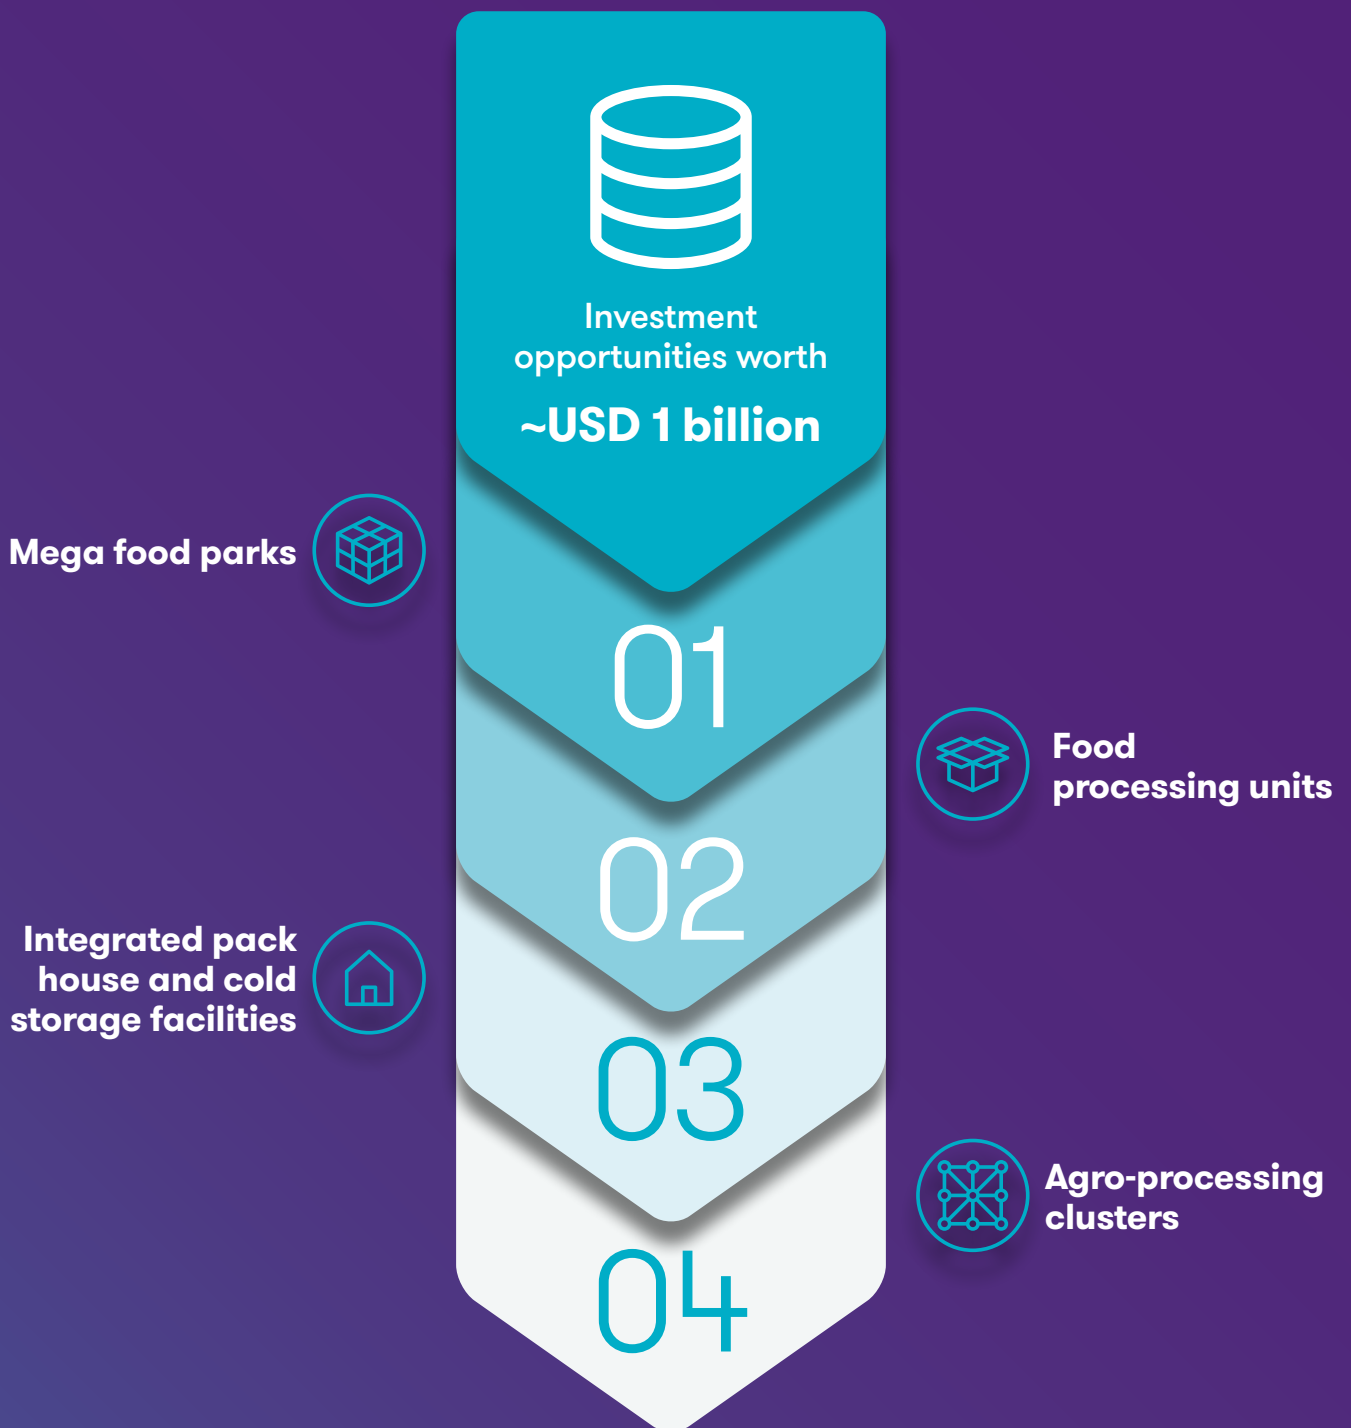 Investment
opportunities worth
~USD 1 billion
Mega food parks
01
Food
processing units
02
Integrated pack
house and cold
storage facilities
03
Agro-processing
clusters
04